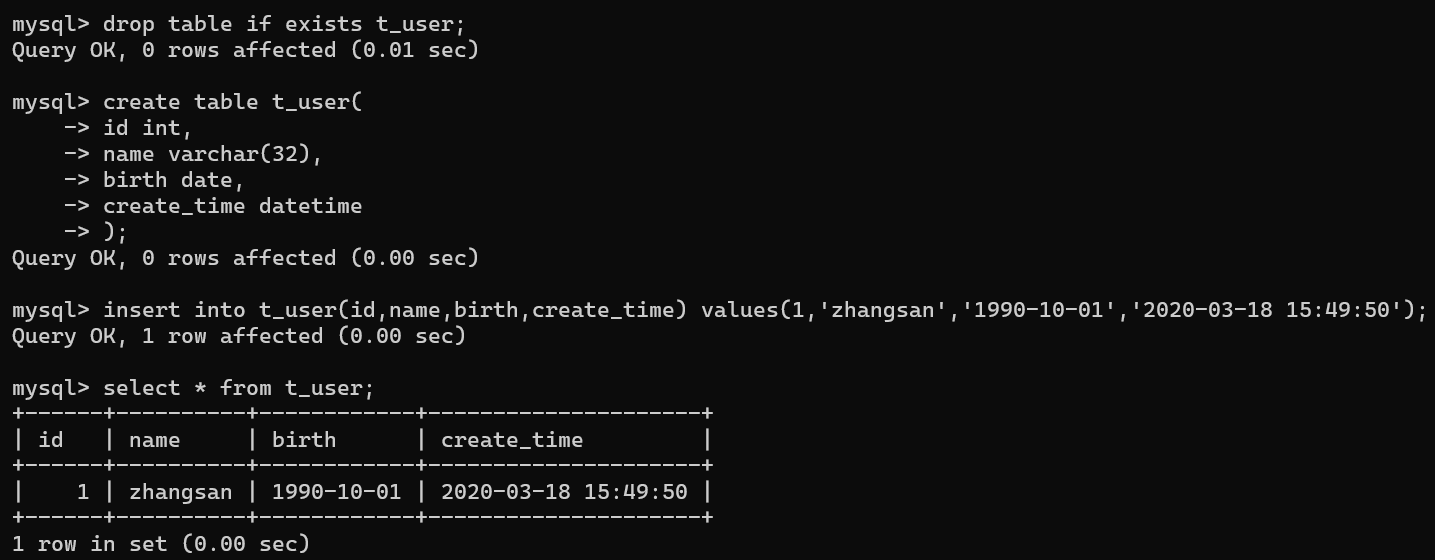 mysql> drop table if exists t_user;
Query OK, 0 rows affected (0.01 sec)

mysql> create table t_user(
    -> id int,
    -> name varchar(32),
    -> birth date,
    -> create_time datetime
    -> );
Query OK, 0 rows affected (0.00 sec)

mysql> insert into t_user(id,name,birth,create_time) values(1,'zhangsan','1990-10-01','2020-03-18 15:49:50');
Query OK, 1 row affected (0.00 sec)

mysql> select * from t_user;
+------+----------+------------+---------------------+
| id   | name     | birth      | create_time         |
+------+----------+------------+---------------------+
|    1 | zhangsan | 1990-10-01 | 2020-03-18 15:49:50 |
+------+----------+------------+---------------------+
1 row in set (0.00 sec)